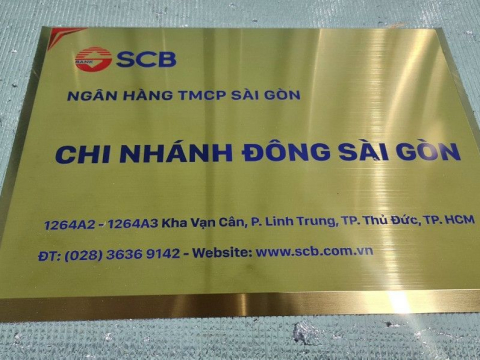 BANK
SCB
NGÂN HÀNG TMCP SÀI GÒN
CHI NHÁNH ĐÔNG SÀI GÒN
1264A2 - 1264A3 Kha Vạn Cân, P. Linh Trung, TP. Thủ Đức, TP. HCM
ĐT: (028) 3636 9142 - Website: www.scb.com.vn